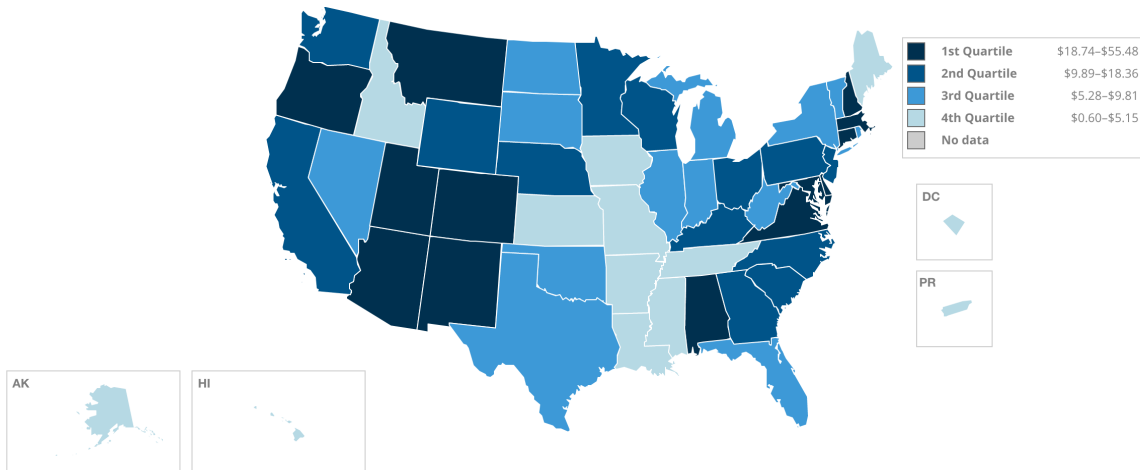 1st Quartile $18.74–$55.48
2nd Quartile $9.89–$18.36
3rd Quartile $5.28–$9.81
4th Quartile $0.60–$5.15
No data
DC
PR
AK
HI